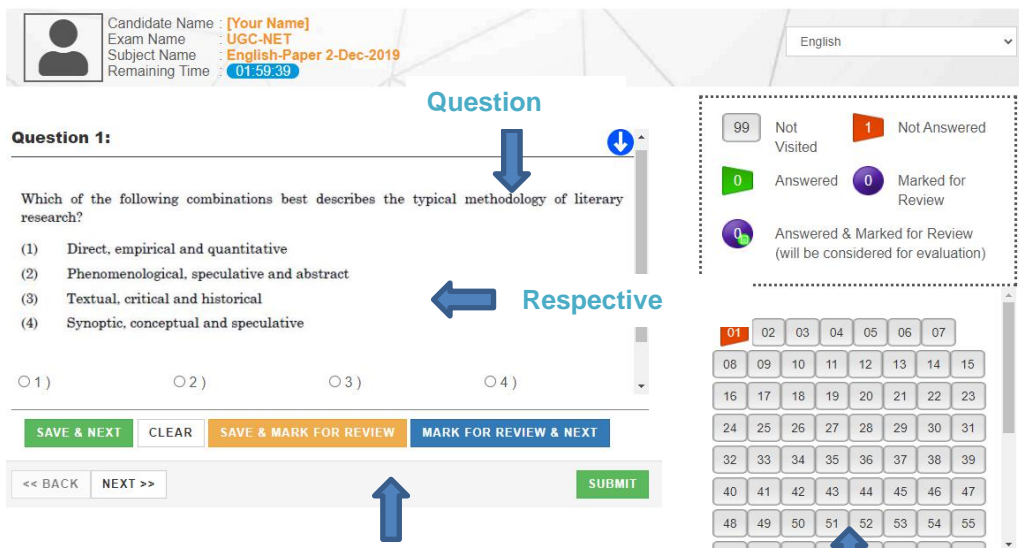 Candidate Name : [Your Name]
Exam Name : UGC-NET
Subject Name : English-Paper 2-Dec-2019
Remaining Time : 01:59:39
English
Question
Question 1:
Which of the following combinations best describes the typical methodology of literary
research?
(1) Direct, empirical and quantitative
(2) Phenomenological, speculative and abstract
(3) Textual, critical and historical
(4) Synoptic, conceptual and speculative
Respective
1 ) 2 ) 3 ) 4 )
SAVE & NEXT CLEAR SAVE & MARK FOR REVIEW MARK FOR REVIEW & NEXT
<< BACK NEXT >> SUBMIT
99 Not
Visited
1 Not Answered
0 Answered
0 Marked for
Review
0 Answered & Marked for Review
(will be considered for evaluation)
01 02 03 04 05 06 07
08 09 10 11 12 13 14 15
16 17 18 19 20 21 22 23
24 25 26 27 28 29 30 31
32 33 34 35 36 37 38 39
40 41 42 43 44 45 46 47
48 49 50 51 52 53 54 55